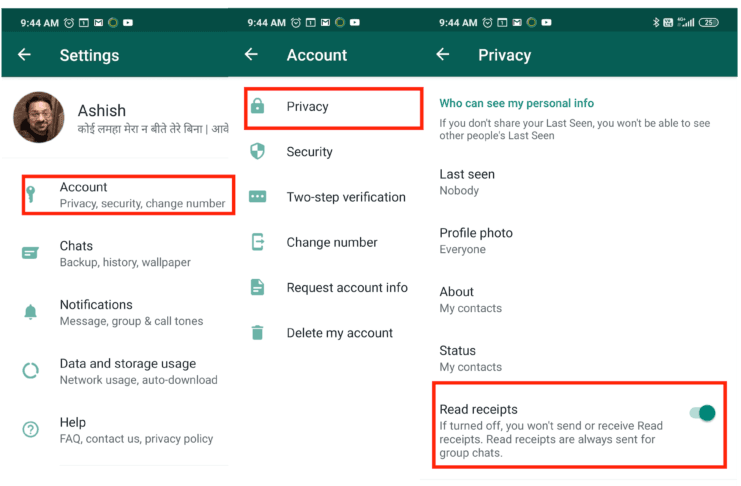 9:44 AM
Settings
Ashish
कोई लमहा मेरा न बीते तेरे बिना | आवे
Account
Privacy, security, change number
Chats
Backup, history, wallpaper
Notifications
Message, group & call tones
Data and storage usage
Network usage, auto-download
Help
FAQ, contact us, privacy policy
9:44 AM
Account
Privacy
Security
Two-step verification
Change number
Request account info
Delete my account
9:44 AM 25
Privacy
Who can see my personal info
If you don't share your Last Seen, you won't be able to see
other people's Last Seen
Last seen
Nobody
Profile photo
Everyone
About
My contacts
Status
My contacts
Read receipts
If turned off, you won't send or receive Read
receipts. Read receipts are always sent for
group chats.